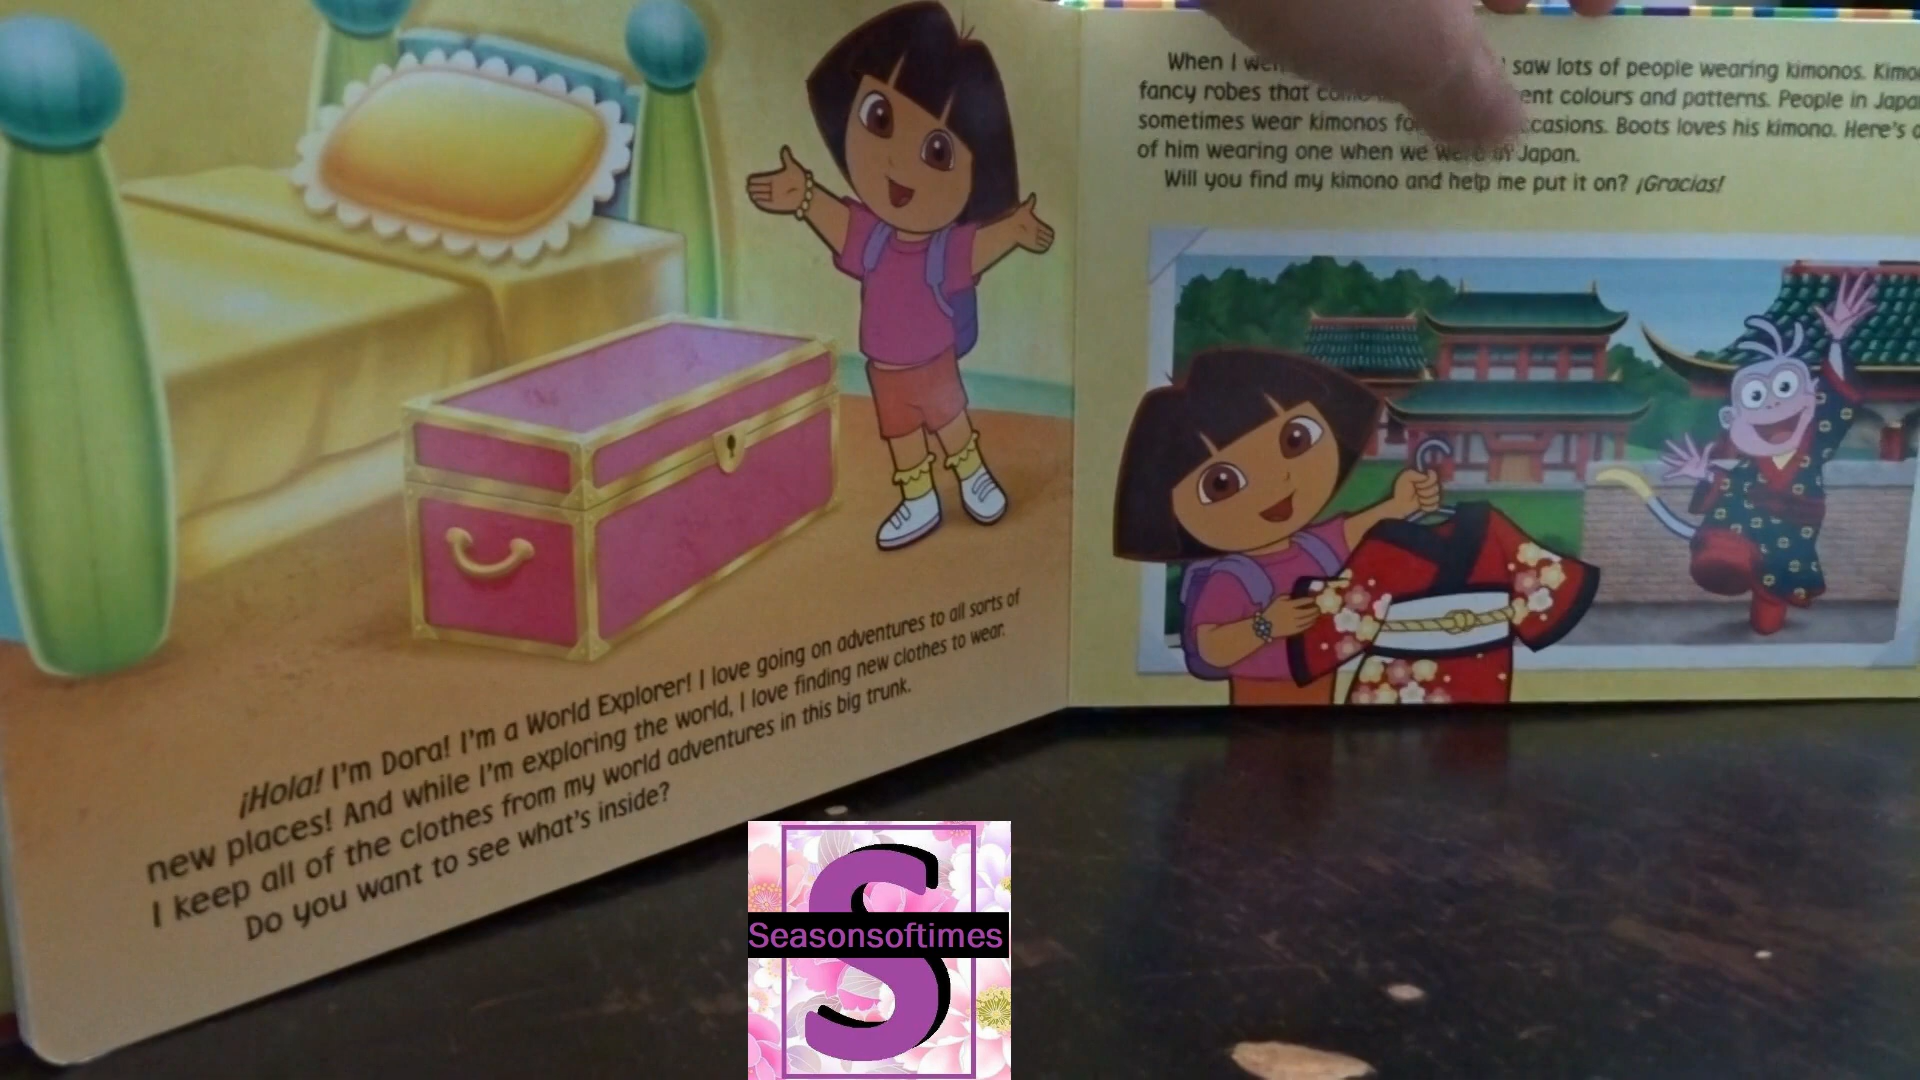 ¡Hola! I'm Dora! I'm a World Explorer! I love going on adventures to all sorts of
new places! And while I'm exploring the world, I love finding new clothes to wear.
I keep all of the clothes from my world adventures in this big trunk.
Do you want to see what's inside?
When I saw lots of people wearing kimonos.
fancy robes that colours and patterns. People in
sometimes wear kimonos Boots loves his kimono. Here's
of him wearing one when we were in Japan.
Will you find my kimono and help me put it on? ¡Gracias!
S
Seasonsoftimes